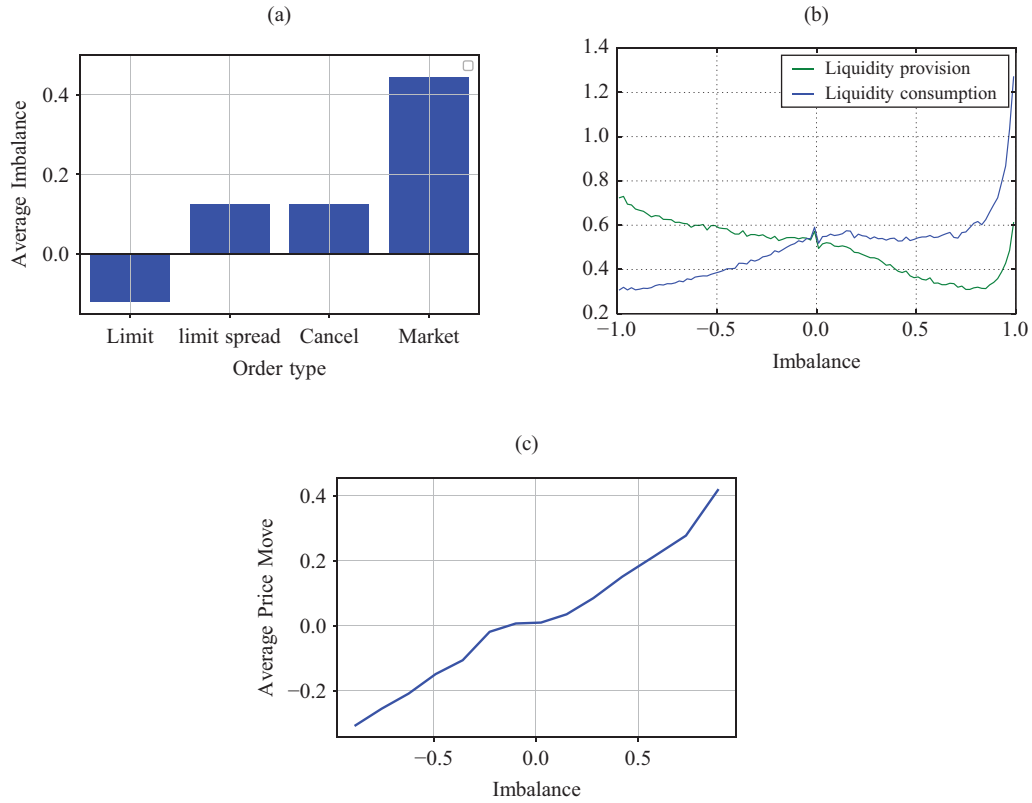 (a)
Average Imbalance
0.4
0.2
0.0
Limit limit spread Cancel Market
Order type
(b)
1.4
1.2
1.0
0.8
0.6
0.4
0.2
Liquidity provision
Liquidity consumption
−1.0 −0.5 0.0 0.5 1.0
Imbalance
(c)
Average Price Move
0.4
0.2
0.0
−0.2
−0.5 0.0 0.5
Imbalance